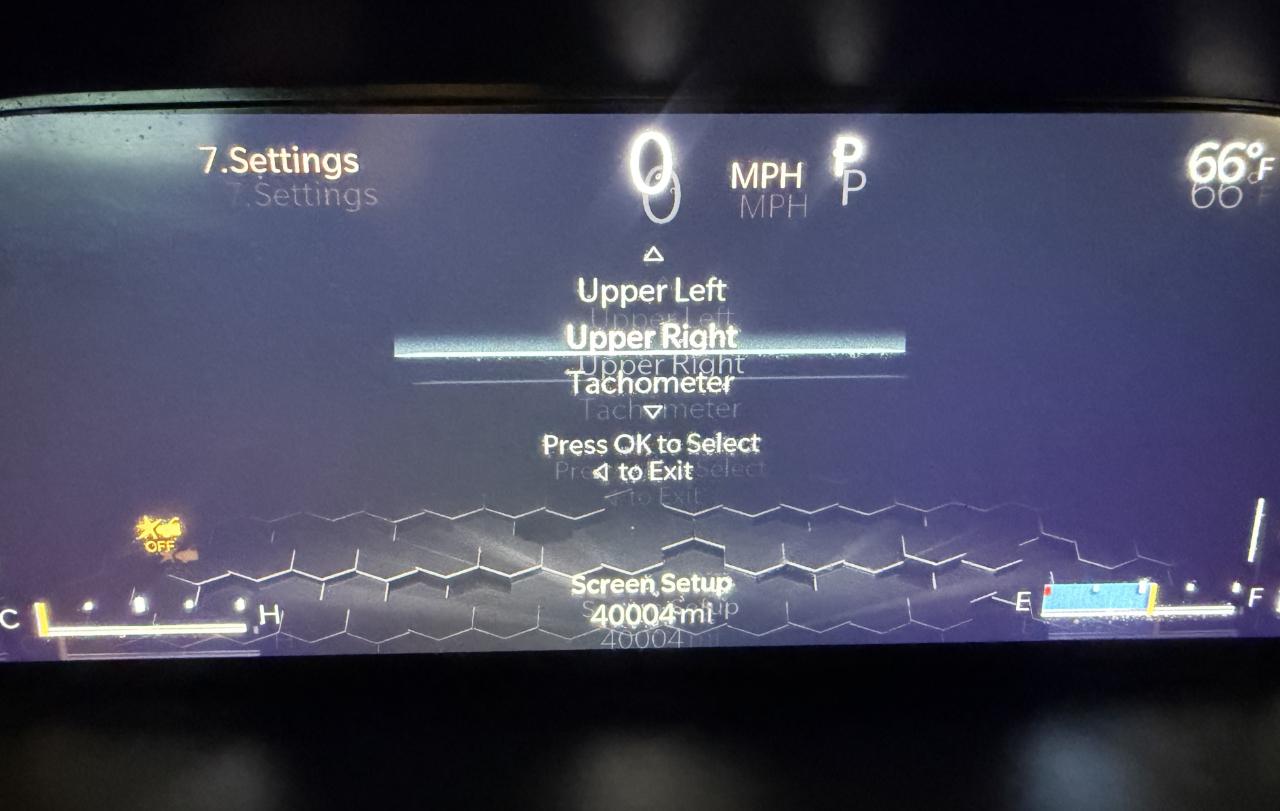 7.Settings
0 MPH P
66°F
Upper Left
Upper Right
Tachometer
Press OK to Select
◁ to Exit
OFF
Screen Setup
40004 mi
C H
E F